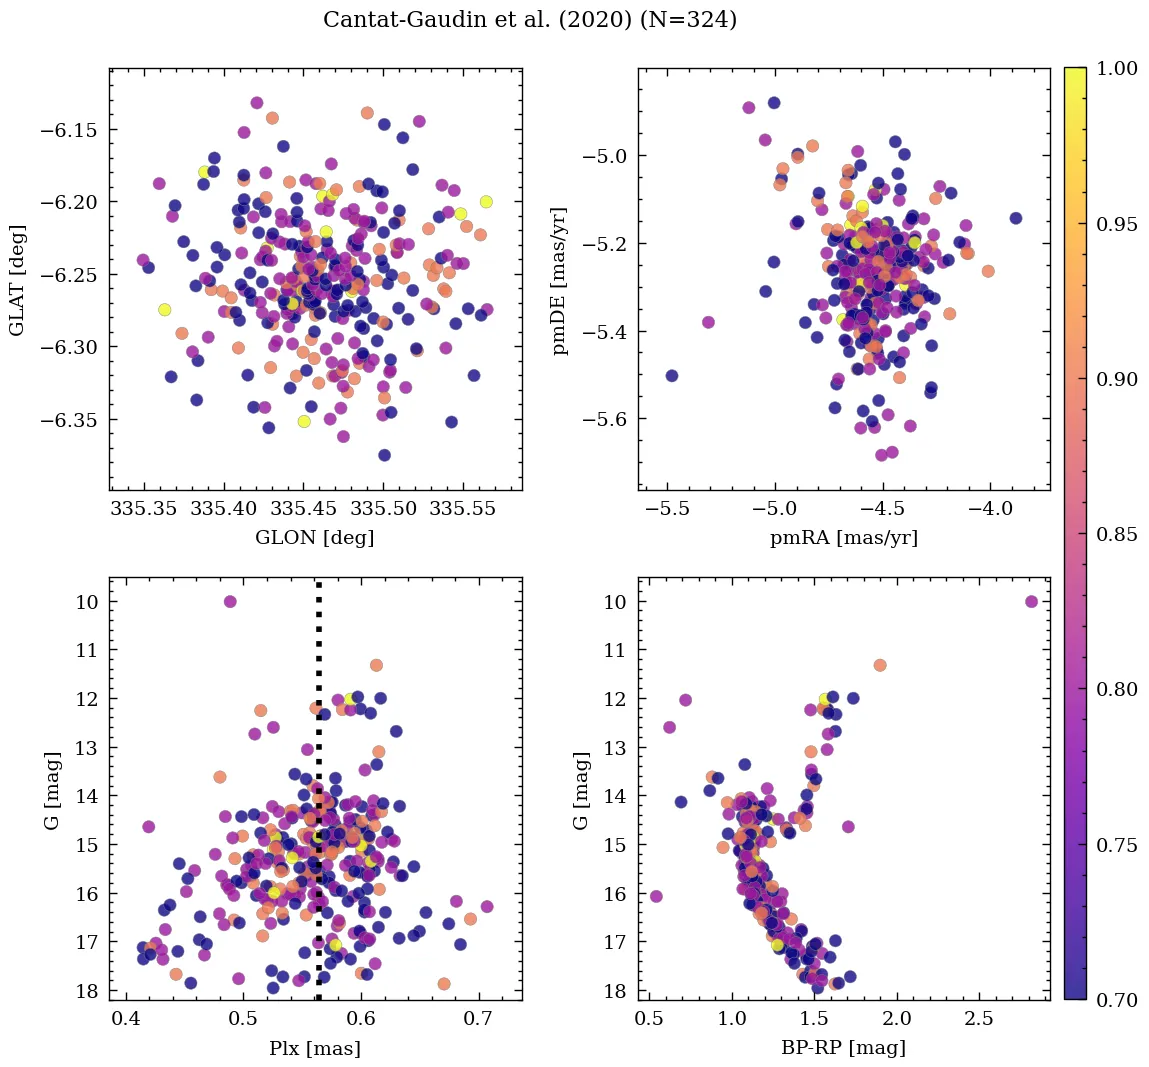 Cantat-Gaudin et al. (2020) (N=324)
−6.15
−6.20
−6.25
−6.30
−6.35
GLAT [deg]
335.35 335.40 335.45 335.50 335.55
GLON [deg]
−5.0
−5.2
−5.4
−5.6
pmDE [mas/yr]
−5.5 −5.0 −4.5 −4.0
pmRA [mas/yr]
10
11
12
13
14
15
16
17
18
G [mag]
0.4 0.5 0.6 0.7
Plx [mas]
10
11
12
13
14
15
16
17
18
G [mag]
0.5 1.0 1.5 2.0 2.5
BP-RP [mag]
1.00
0.95
0.90
0.85
0.80
0.75
0.70